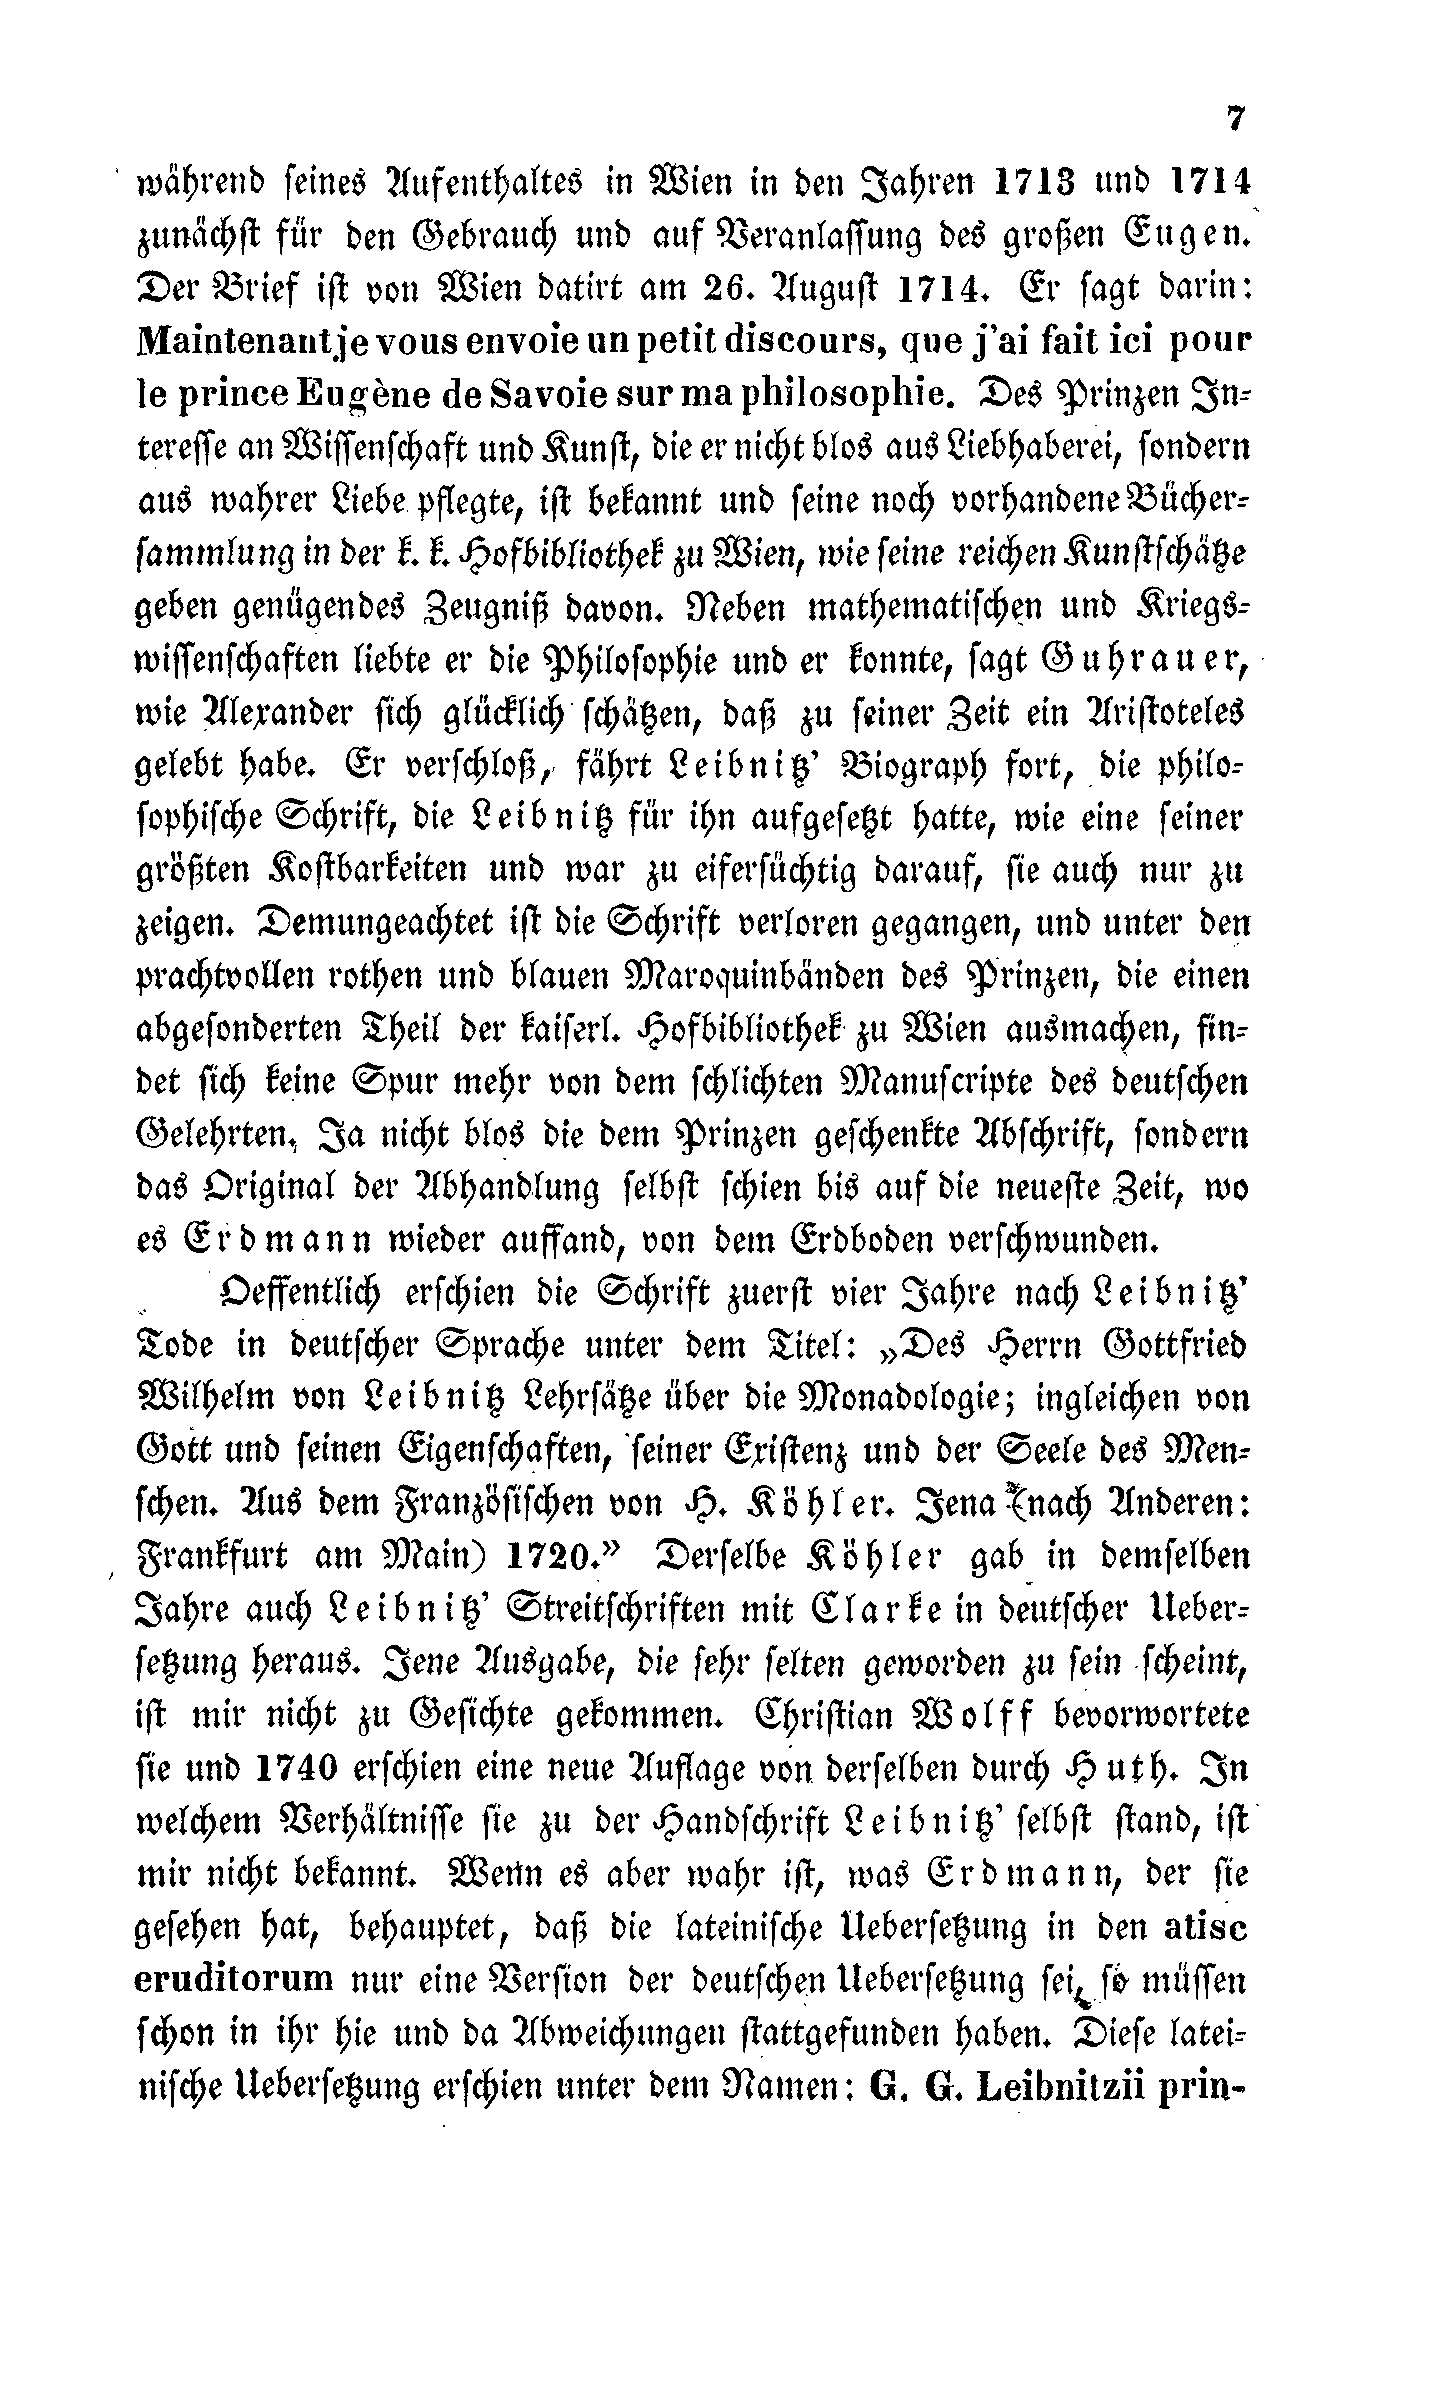 7
während seines Aufenthaltes in Wien in den Jahren 1713 und 1714
zunächst für den Gebrauch und auf Veranlassung des großen Eugen.
Der Brief ist von Wien datirt am 26. August 1714. Er sagt darin:
Maintenant je vous envoie un petit discours, que j'ai fait ici pour
le prince Eugène de Savoie sur ma philosophie. Des Prinzen In-
teresse an Wissenschaft und Kunst, die er nicht blos aus Liebhaberei, sondern
aus wahrer Liebe pflegte, ist bekannt und seine noch vorhandene Bücher-
sammlung in der k. k. Hofbibliothek zu Wien, wie seine reichen Kunstschätze
geben genügendes Zeugniß davon. Neben mathematischen und Kriegs-
wissenschaften liebte er die Philosophie und er konnte, sagt Guhrauer,
wie Alexander sich glücklich schätzen, daß zu seiner Zeit ein Aristoteles
gelebt habe. Er verschloß, fährt Leibnitz' Biograph fort, die philo-
sophische Schrift, die Leibnitz für ihn aufgesetzt hatte, wie eine seiner
größten Kostbarkeiten und war zu eifersüchtig darauf, sie auch nur zu
zeigen. Demungeachtet ist die Schrift verloren gegangen, und unter den
prachtvollen rothen und blauen Maroquinbänden des Prinzen, die einen
abgesonderten Theil der kaiserl. Hofbibliothek zu Wien ausmachen, fin-
det sich keine Spur mehr von dem schlichten Manuscripte des deutschen
Gelehrten. Ja nicht blos die dem Prinzen geschenkte Abschrift, sondern
das Original der Abhandlung selbst schien bis auf die neueste Zeit, wo
es Erdmann wieder auffand, von dem Erdboden verschwunden.
Oeffentlich erschien die Schrift zuerst vier Jahre nach Leibnitz'
Tode in deutscher Sprache unter dem Titel: „Des Herrn Gottfried
Wilhelm von Leibnitz Lehrsätze über die Monadologie; ingleichen von
Gott und seinen Eigenschaften, seiner Existenz und der Seele des Men-
schen. Aus dem Französischen von H. Köhler. Jena (nach Anderen:
Frankfurt am Main) 1720.” Derselbe Köhler gab in demselben
Jahre auch Leibnitz' Streitschriften mit Clarke in deutscher Ueber-
setzung heraus. Jene Ausgabe, die sehr selten geworden zu sein scheint,
ist mir nicht zu Gesichte gekommen. Christian Wolff bevorwortete
sie und 1740 erschien eine neue Auflage von derselben durch Huth. In
welchem Verhältnisse sie zu der Handschrift Leibnitz' selbst stand, ist
mir nicht bekannt. Wenn es aber wahr ist, was Erdmann, der sie
gesehen hat, behauptet, daß die lateinische Uebersetzung in den atisc
eruditorum nur eine Version der deutschen Uebersetzung sei, so müssen
schon in ihr hie und da Abweichungen stattgefunden haben. Diese latei-
nische Uebersetzung erschien unter dem Namen: G. G. Leibnitzii prin-